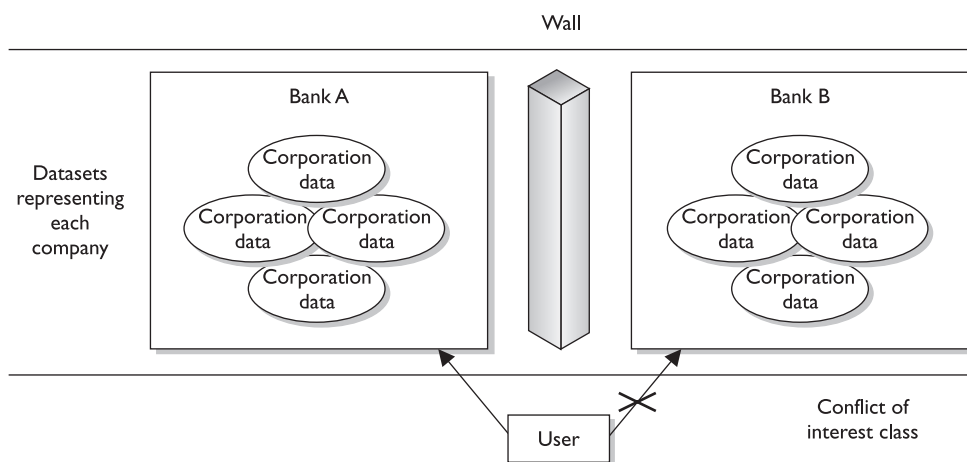 Wall
Bank A
Bank B
Datasets
representing
each
company
Corporation
data
Corporation
data
Corporation
data
Corporation
data
Corporation
data
Corporation
data
Corporation
data
Corporation
data
User
Conflict of
interest class